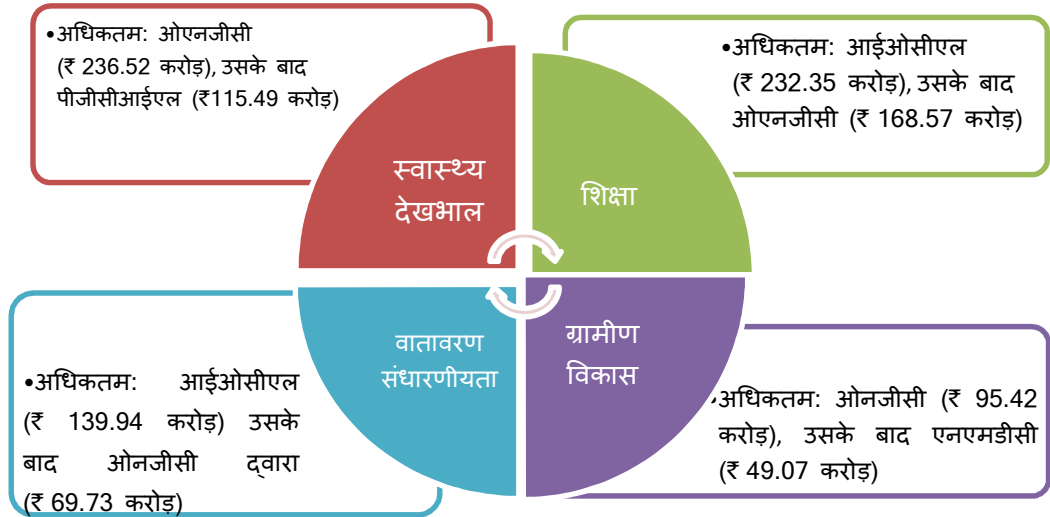 •अधिकतम: ओएनजीसी
(₹ 236.52 करोड़), उसके बाद
पीजीसीआईएल (₹115.49 करोड़)
•अधिकतम: आईओसीएल
(₹ 232.35 करोड़), उसके बाद
ओएनजीसी (₹ 168.57 करोड़)
स्वास्थ्य
देखभाल
शिक्षा
वातावरण
संधारणीयता
ग्रामीण
विकास
•अधिकतम: आईओसीएल
(₹ 139.94 करोड़) उसके
बाद ओनजीसी द्वारा
(₹ 69.73 करोड़)
•अधिकतम: ओनजीसी (₹ 95.42
करोड़), उसके बाद एनएमडीसी
(₹ 49.07 करोड़)